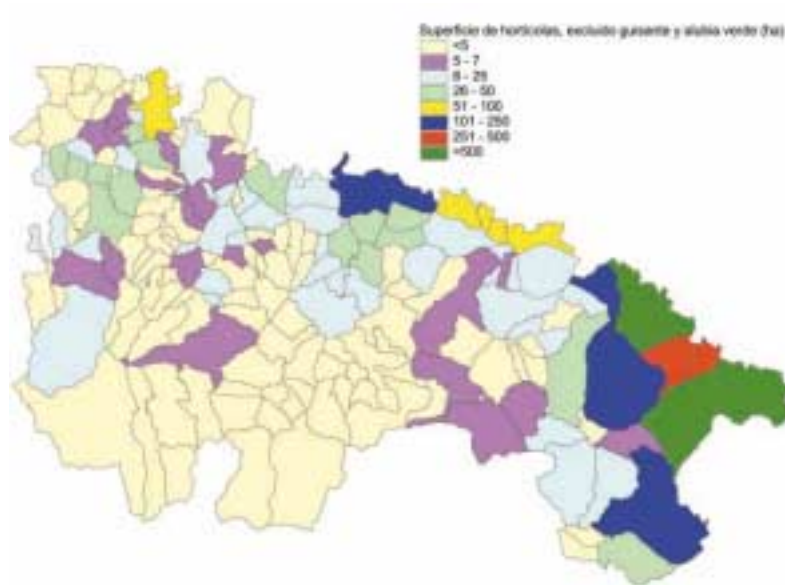 Superficie de hortícolas, excluido guisante y alubia verde (ha)
<5
5 - 7
8 - 25
26 - 50
51 - 100
101 - 250
251 - 500
>500